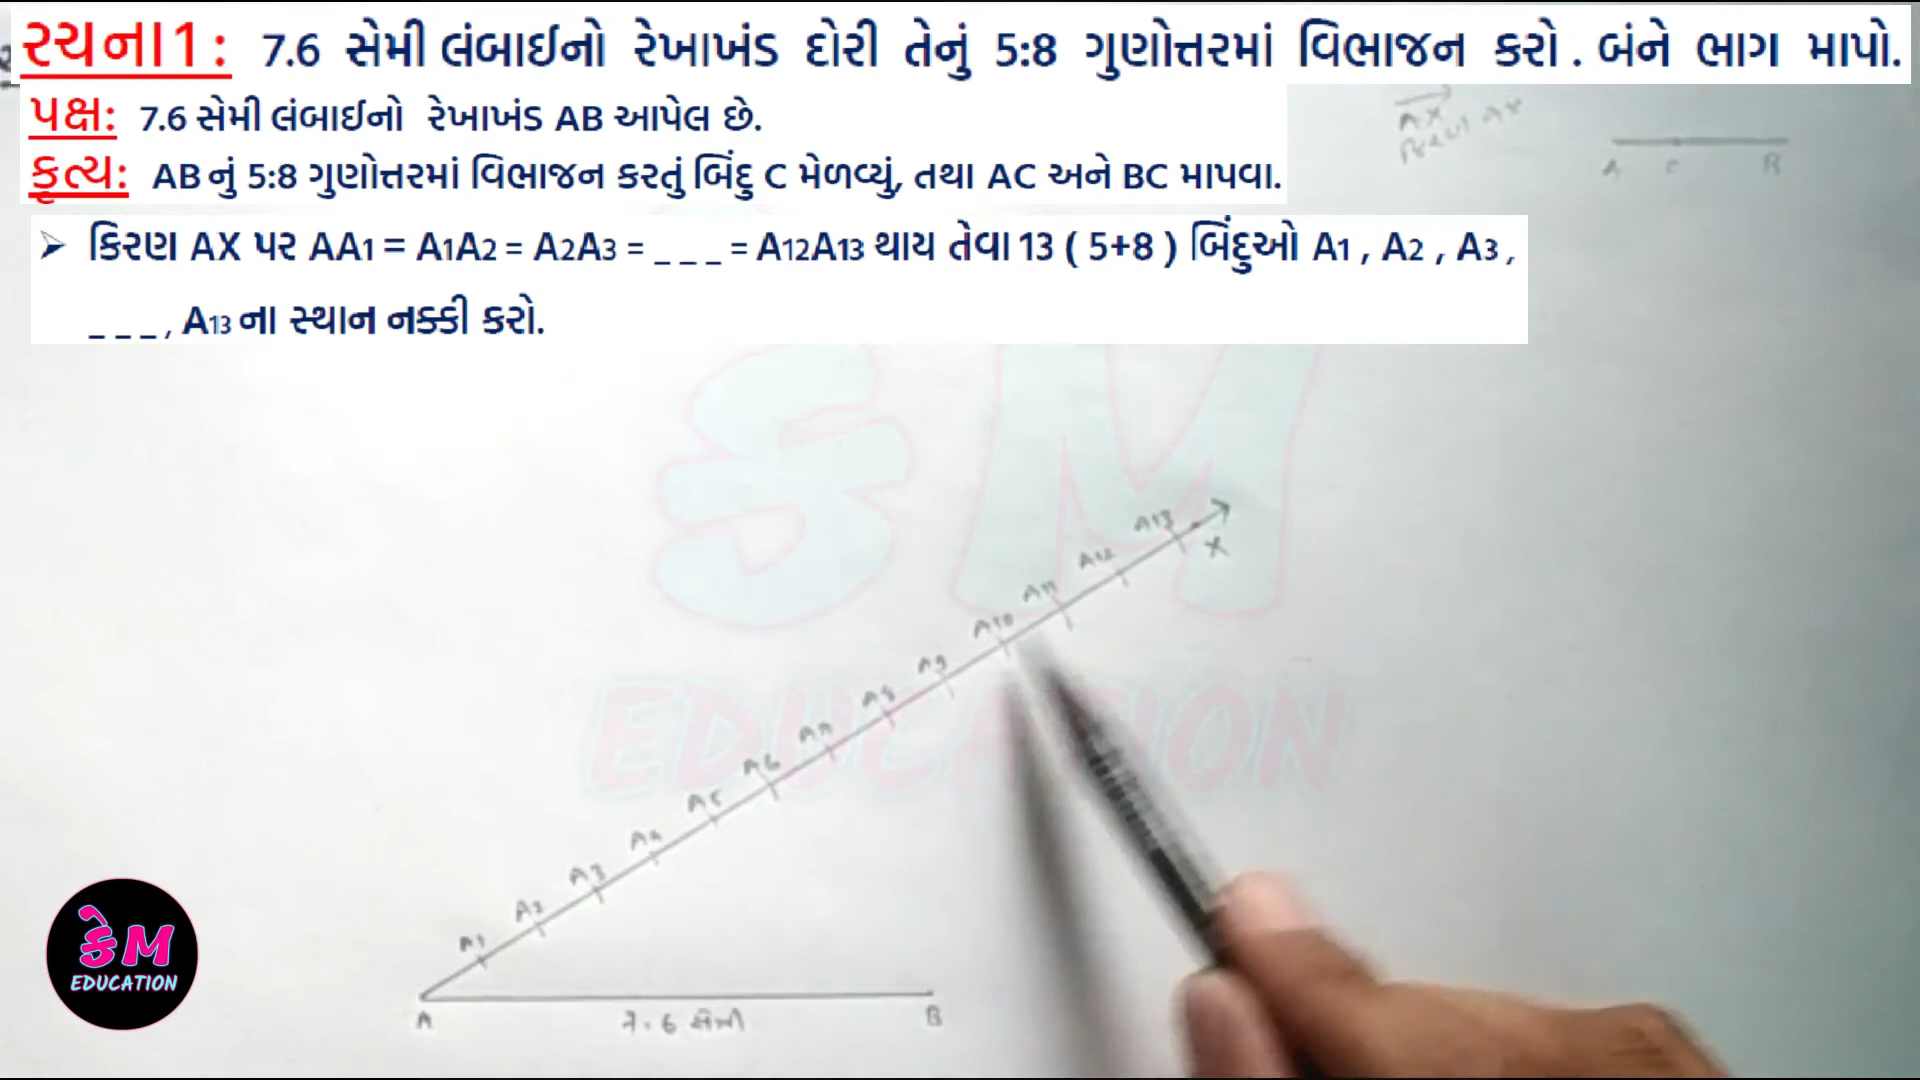 રચના1: 7.6 સેમી લંબાઈનો રેખાખંડ દોરી તેનું 5:8 ગુણોત્તરમાં વિભાજન કરો. બંને ભાગ માપો.
પક્ષ: 7.6 સેમી લંબાઈનો રેખાખંડ AB આપેલ છે.
કૃત્ય: AB નું 5:8 ગુણોત્તરમાં વિભાજન કરતું બિંદુ C મેળવ્યું, તથા AC અને BC માપવા.
➢ કિરણ AX પર AA1 = A1A2 = A2A3 = _ _ _ = A12A13 થાય તેવા 13 ( 5+8 ) બિંદુઓ A1 , A2 , A3 ,
_ _ _ , A13 ના સ્થાન નક્કી કરો.
AX
A C B
A13
X
A12
A11
A10
A9
A8
A7
A6
A5
A4
A3
A2
A1
A 7.6 સેમી B
કેM
EDUCATION
કેM
EDUCATION